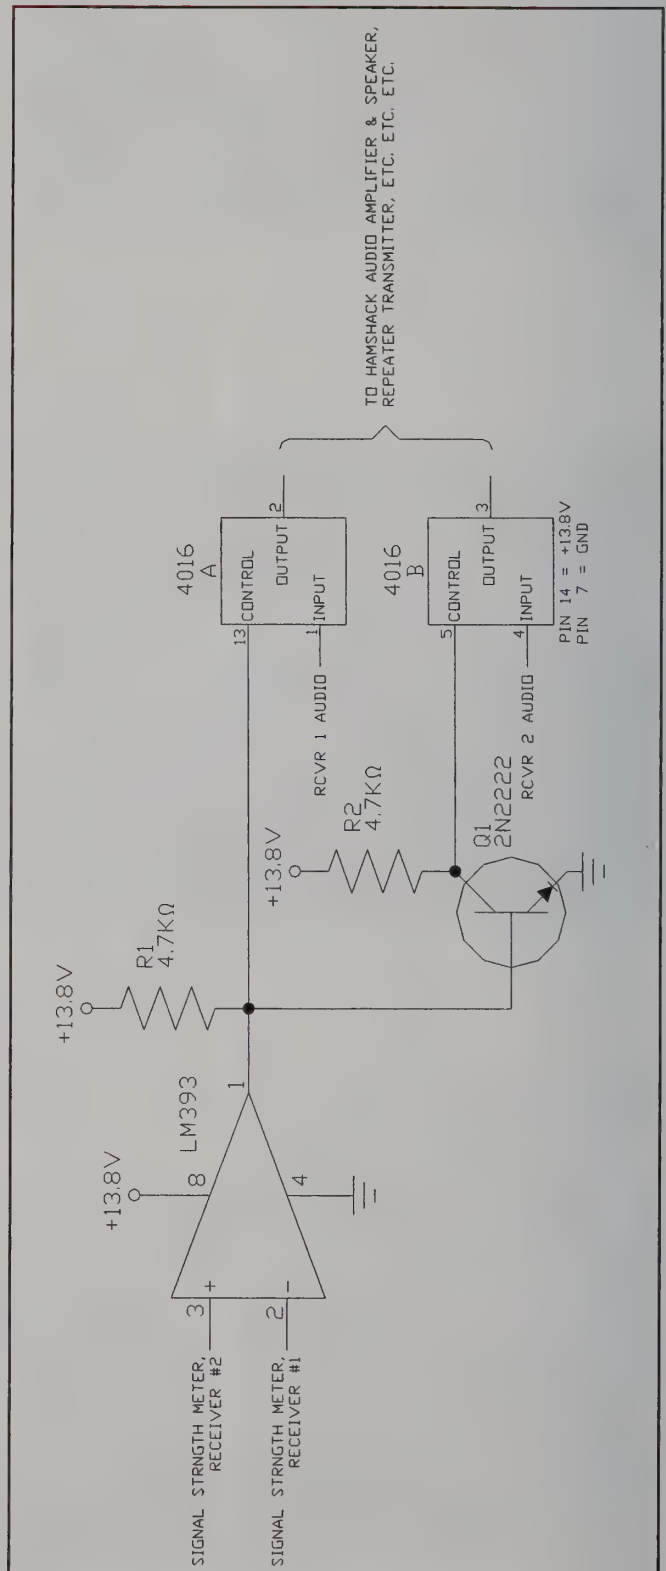 SIGNAL STRNGTH METER,
RECEIVER #2
SIGNAL STRNGTH METER,
RECEIVER #1
3
+
2
−
+13.8V
8
4
LM393
1
+13.8V
R1
4.7KΩ
+13.8V
R2
4.7KΩ
Q1
2N2222
RCVR 1 AUDIO
RCVR 2 AUDIO
4016
A
13
CONTROL
OUTPUT
2
1
INPUT
4016
B
5
CONTROL
OUTPUT
3
4
INPUT
PIN 14 = +13.8V
PIN 7 = GND
TO HAMSHACK AUDIO AMPLIFIER & SPEAKER,
REPEATER TRANSMITTER, ETC. ETC. ETC.